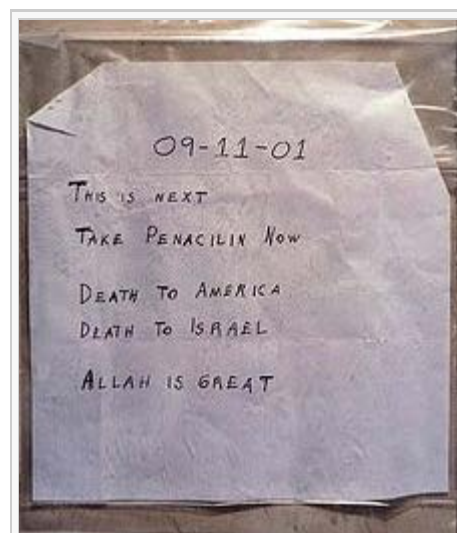 09-11-01
THIS IS NEXT
TAKE PENACILIN NOW
DEATH TO AMERICA
DEATH TO ISRAEL
ALLAH IS GREAT